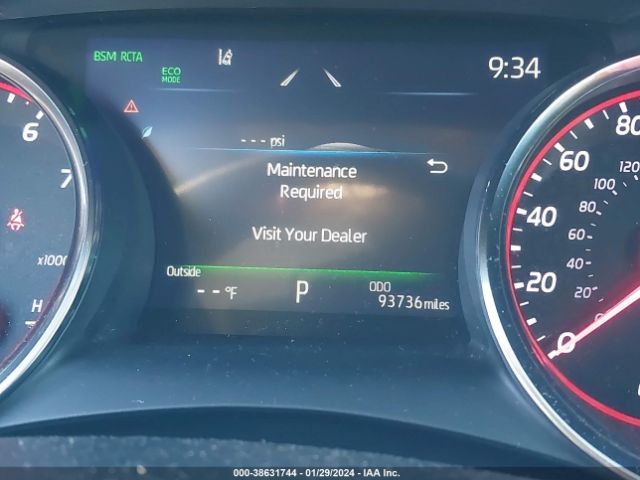 BSM RCTA
ECO
MODE
9:34
- - - psi
Maintenance
Required
Visit Your Dealer
Outside
- - °F
P
ODO
93736 miles
6
7
x1000
H
80
60
40
20
0
120
100
80
60
40
20
000-38631744 - 01/29/2024 - IAA Inc.